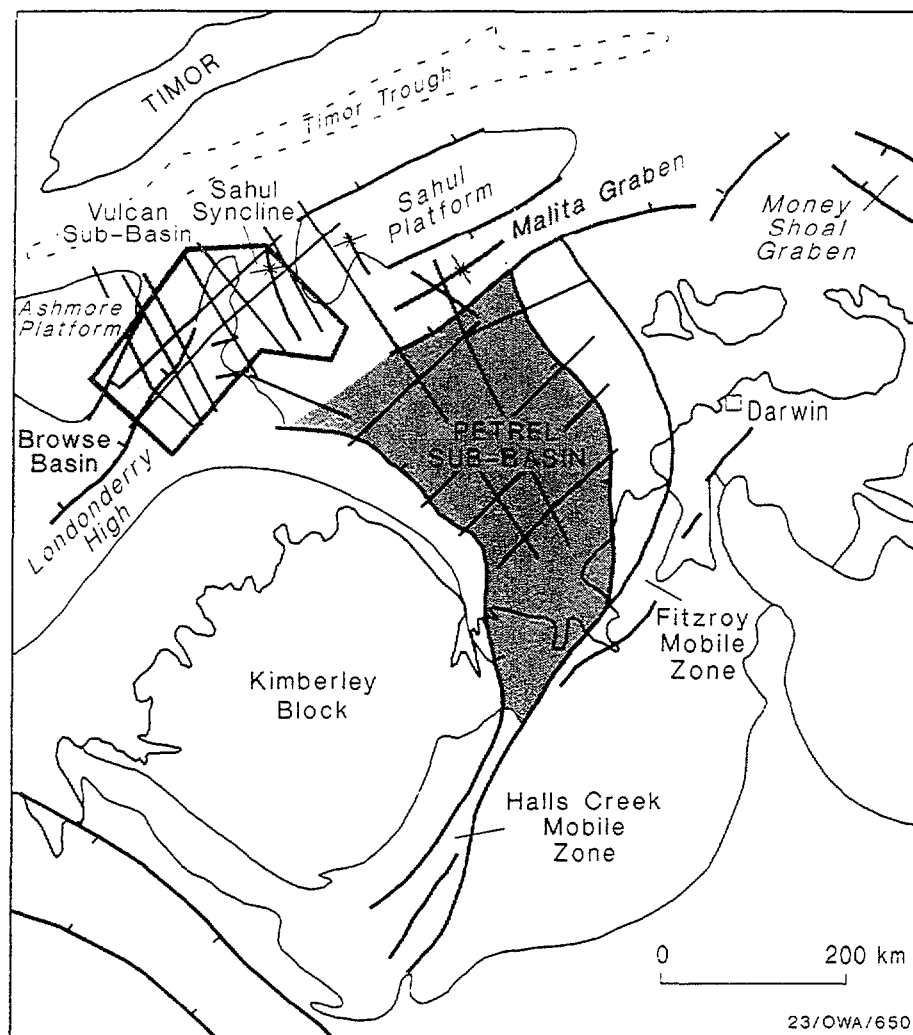 TIMOR
Timor Trough
Sahul
Syncline
Vulcan
Sub-Basin
Sahul
Platform
Malita Graben
Money
Shoal
Graben
Ashmore
Platform
Darwin
Browse
Basin
PETREL
SUB-BASIN
Londonderry
High
Fitzroy
Mobile
Zone
Kimberley
Block
Halls Creek
Mobile
Zone
0 200 km
23/OWA/650